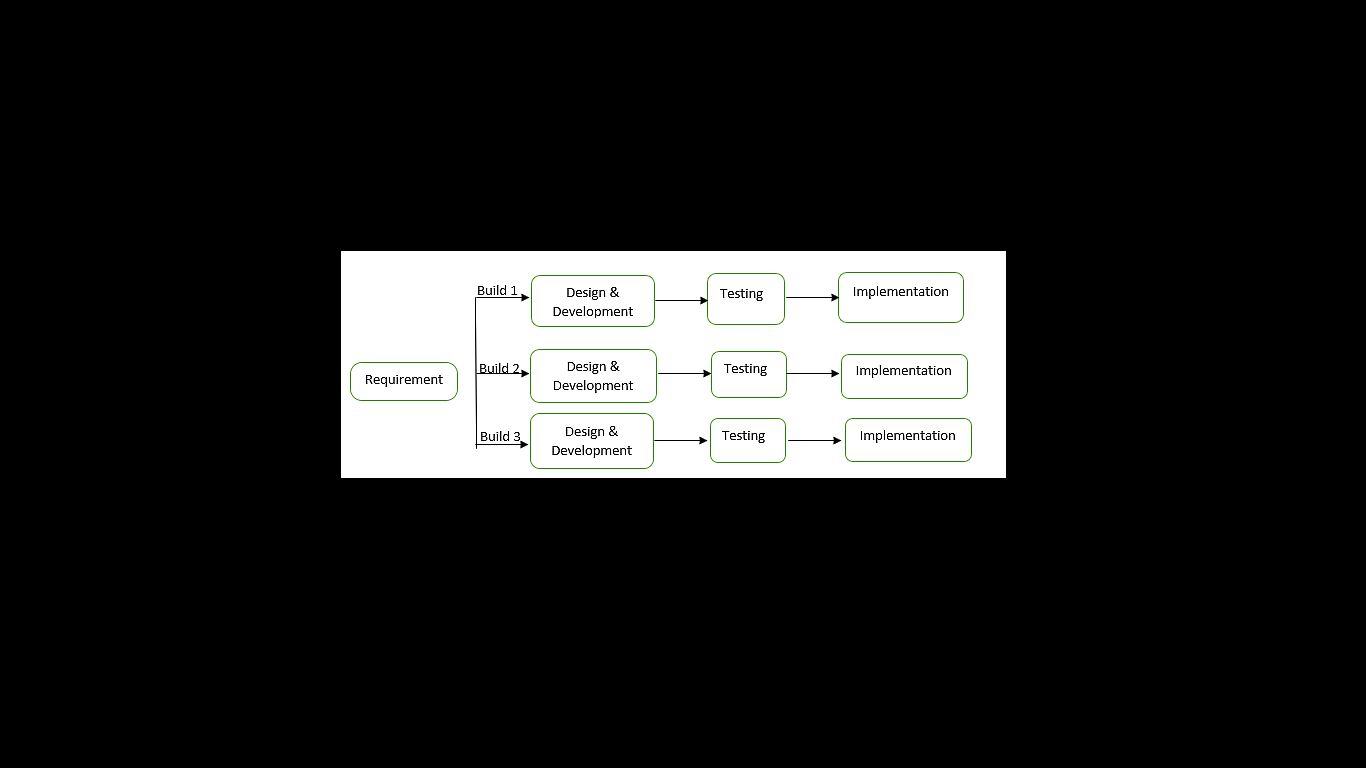 Build 1
Design &
Development
Testing
Implementation
Requirement
Build 2
Design &
Development
Testing
Implementation
Build 3
Design &
Development
Testing
Implementation